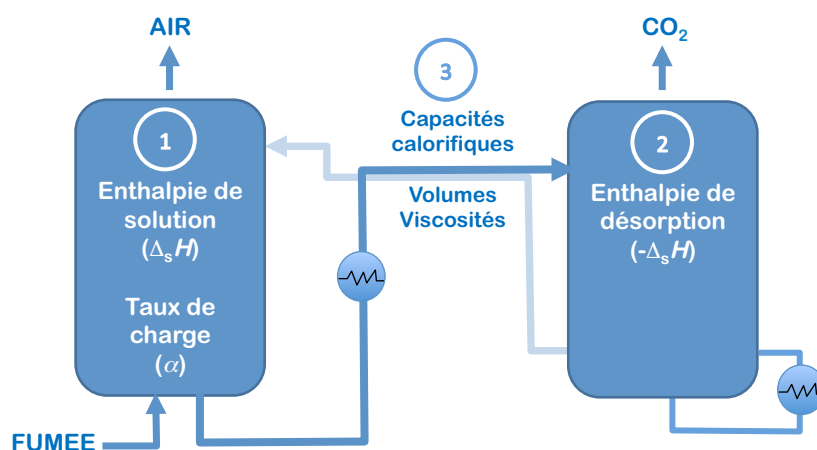 AIR
CO₂
3
Capacités
calorifiques
1
2
Enthalpie de
solution
(ΔₛH)
Volumes
Viscosités
Enthalpie de
désorption
(-ΔₛH)
Taux de
charge
(α)
FUMEE